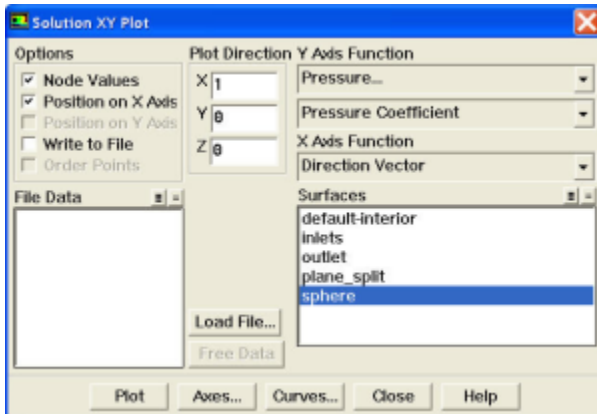 Solution XY Plot
Options
Node Values
Position on X Axis
Position on Y Axis
Write to File
Order Points
Plot Direction
X 1
Y 0
Z 0
Y Axis Function
Pressure...
Pressure Coefficient
X Axis Function
Direction Vector
File Data
Surfaces
default-interior
inlets
outlet
plane_split
sphere
Load File...
Free Data
Plot Axes... Curves... Close Help